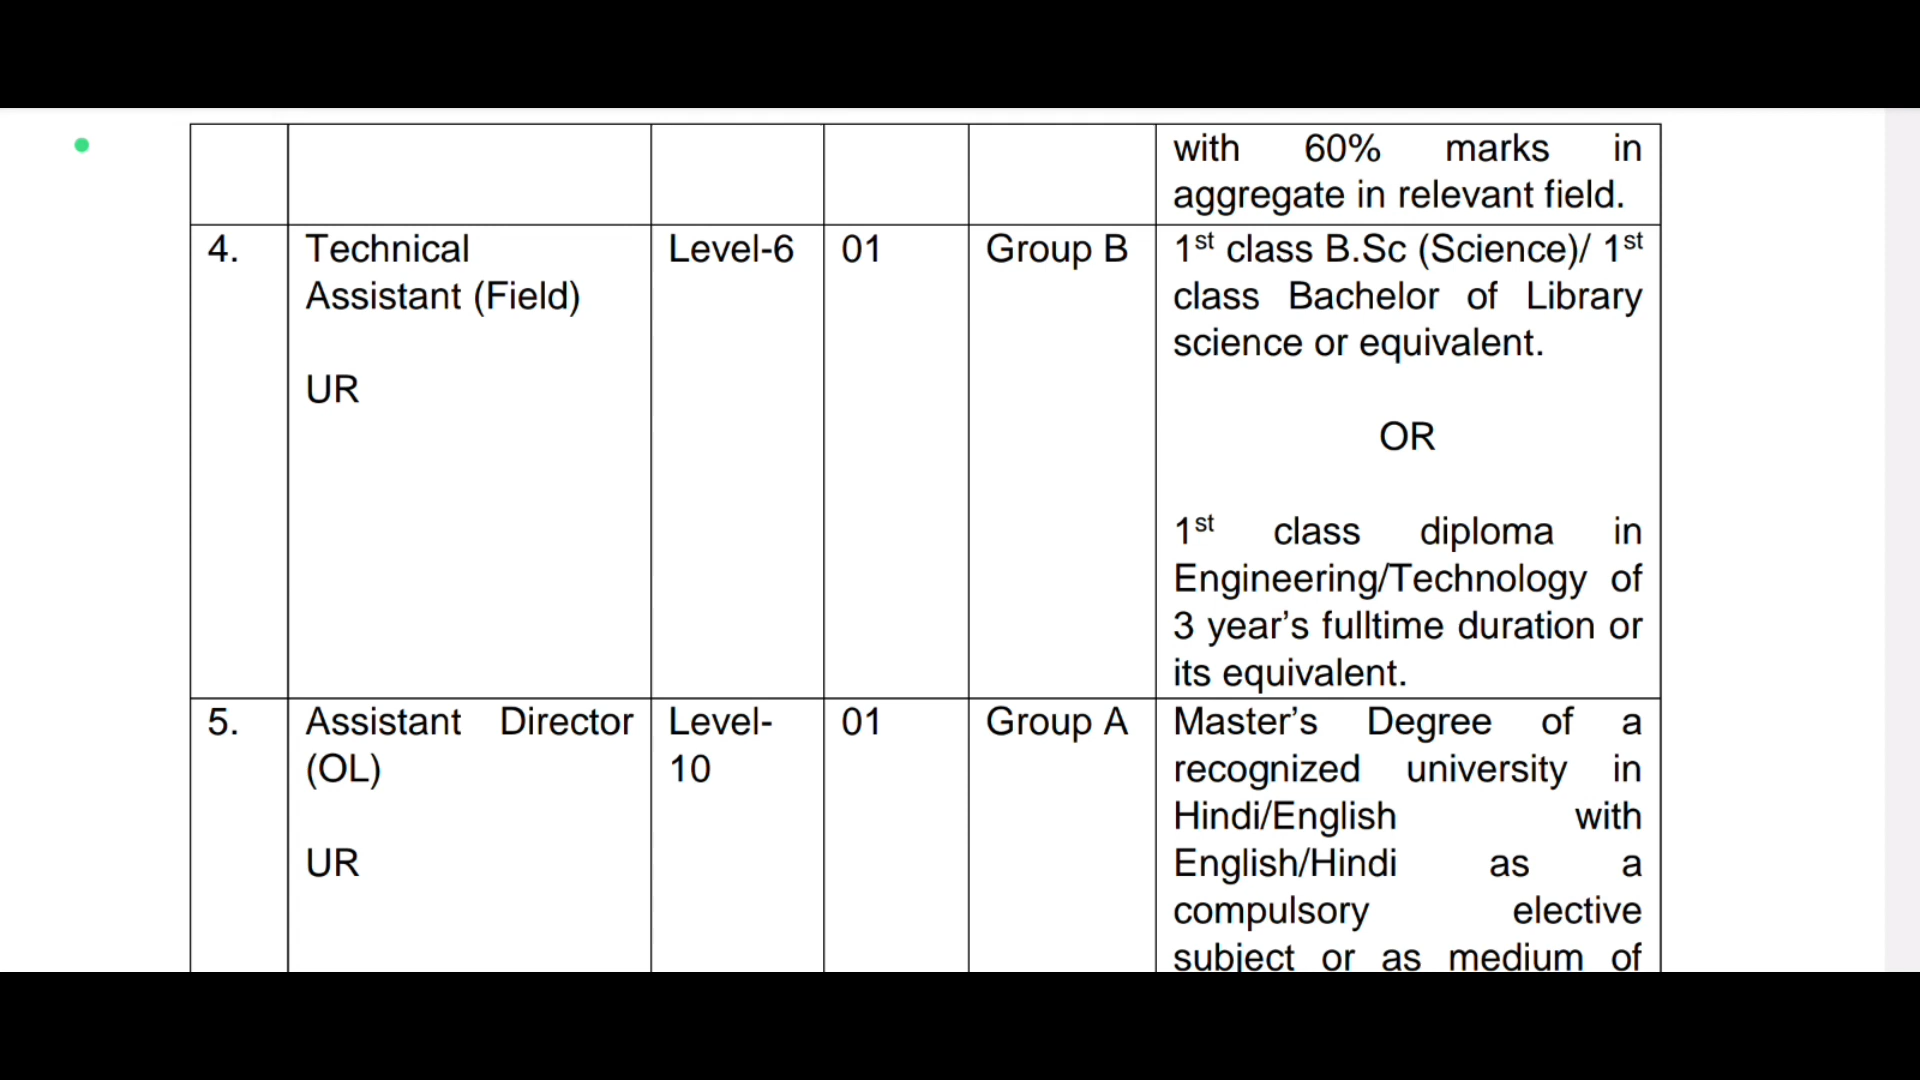 with 60% marks in
aggregate in relevant field.
4.
Technical
Assistant (Field)
UR
Level-6
01
Group B
1st class B.Sc (Science)/ 1st
class Bachelor of Library
science or equivalent.
OR
1st class diploma in
Engineering/Technology of
3 year’s fulltime duration or
its equivalent.
5.
Assistant Director
(OL)
UR
Level-
10
01
Group A
Master’s Degree of a
recognized university in
Hindi/English with
English/Hindi as a
compulsory elective
subject or as medium of